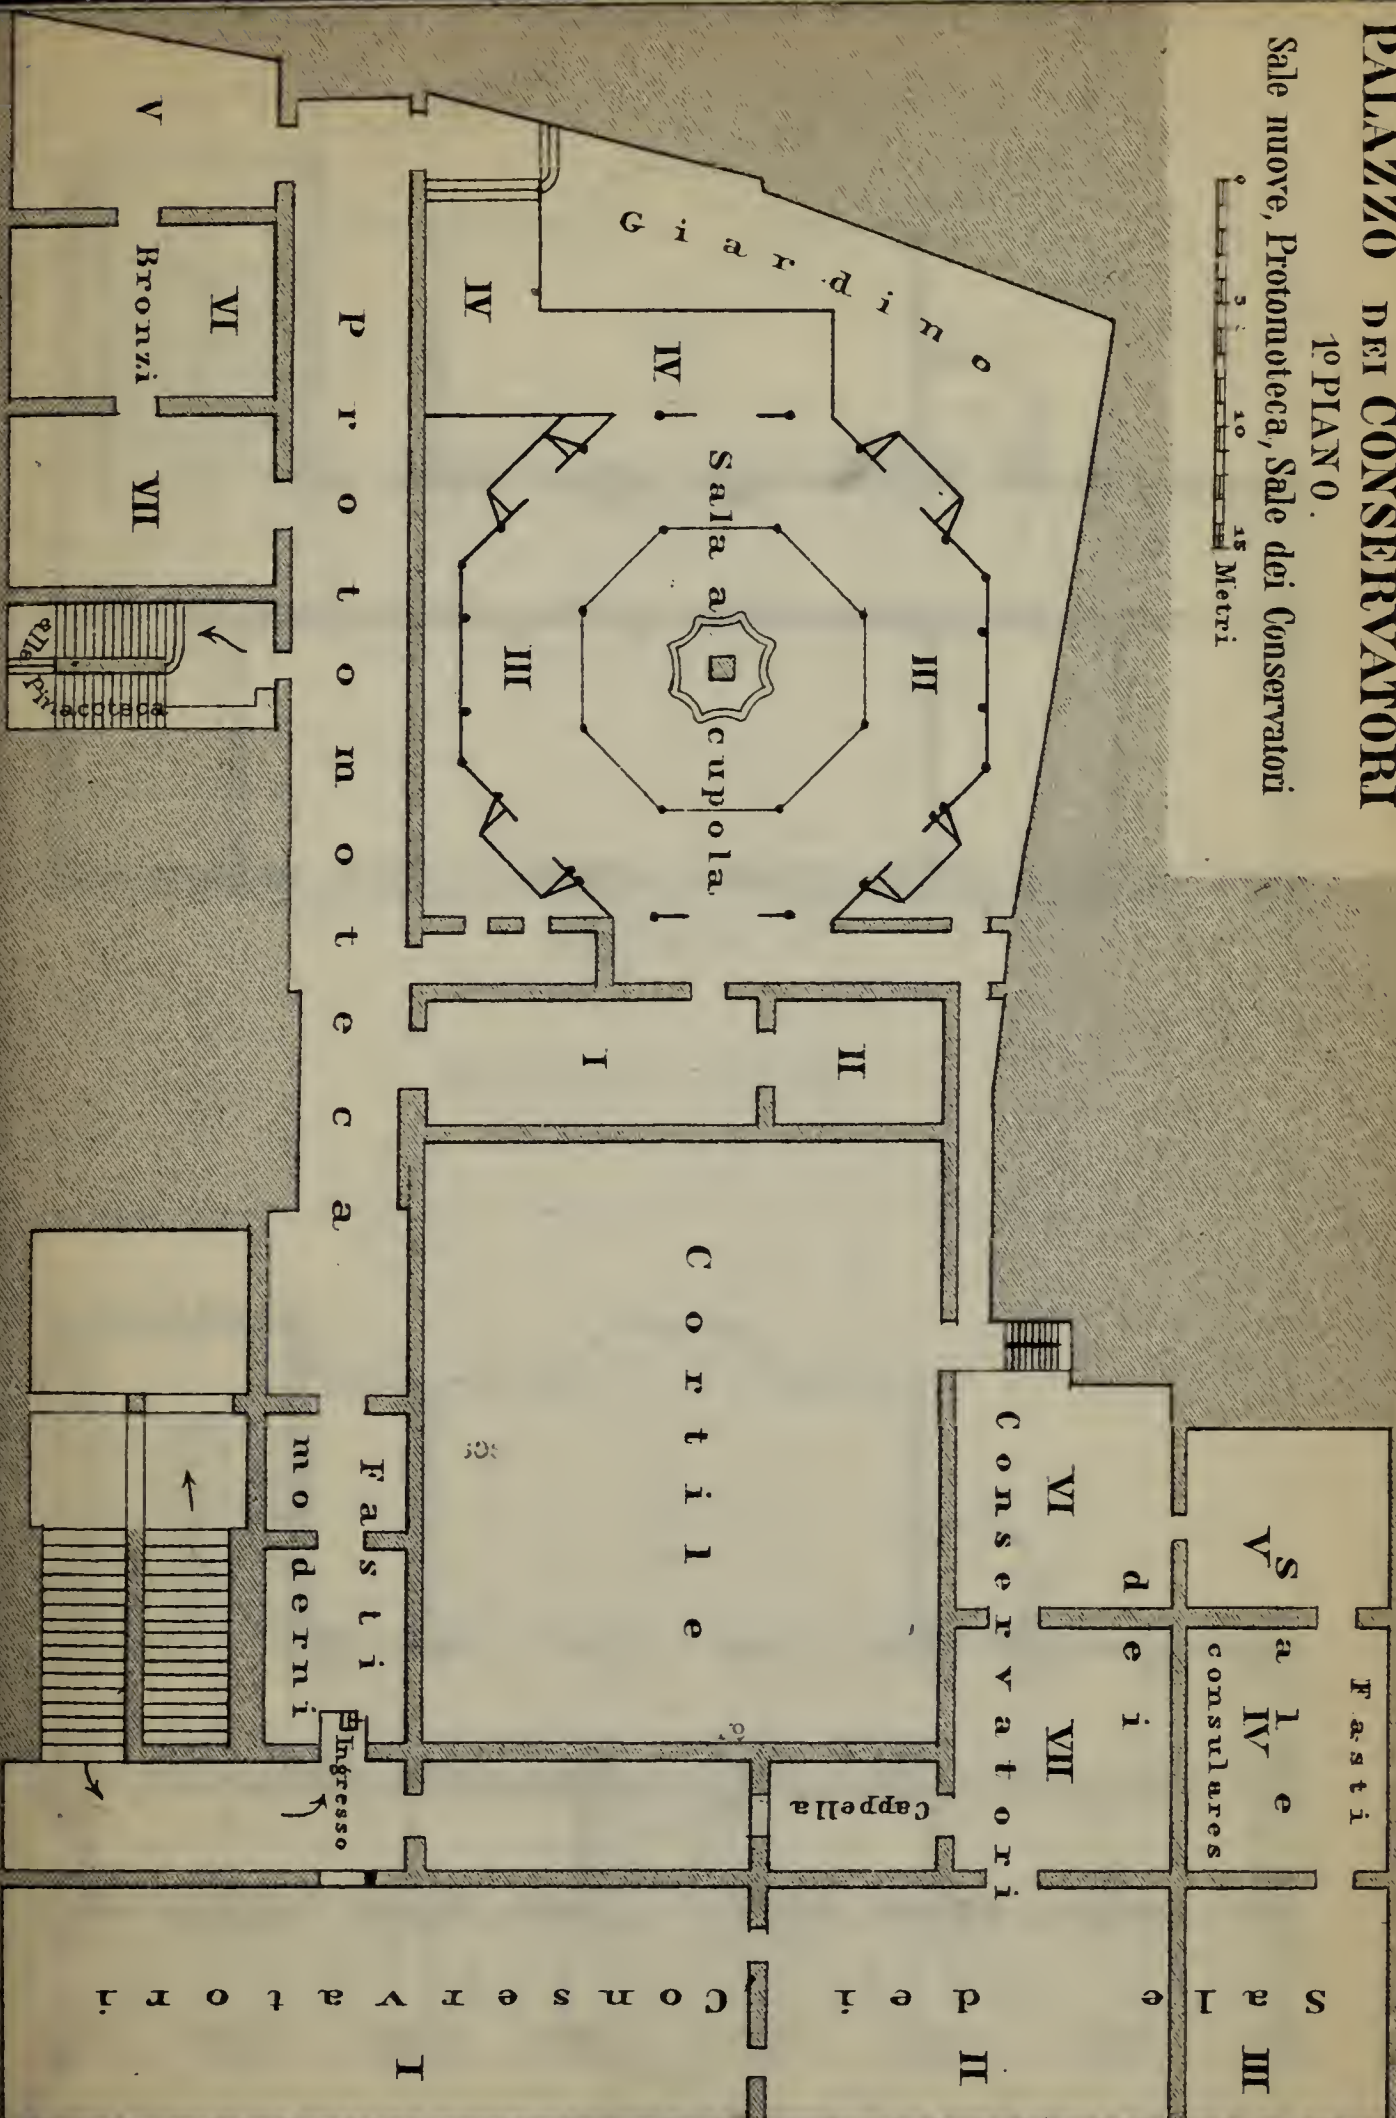 PALAZZO DEI CONSERVATORI
1º PIANO.
Sale nuove, Protomoteca, Sale dei Conservatori
0 5 10 15 Metri
Giardino
V
VI
Bronzi
VII
alla pinacoteca
Protomoteca
IV
IV
Sala a cupola
III
III
I
II
Cortile
Fasti
moderni
Ingresso
Cappella
VI
VII
Sale
dei
Conservatori
V
IV
Fasti
consulares
Sale dei Conservatori
I
II
III